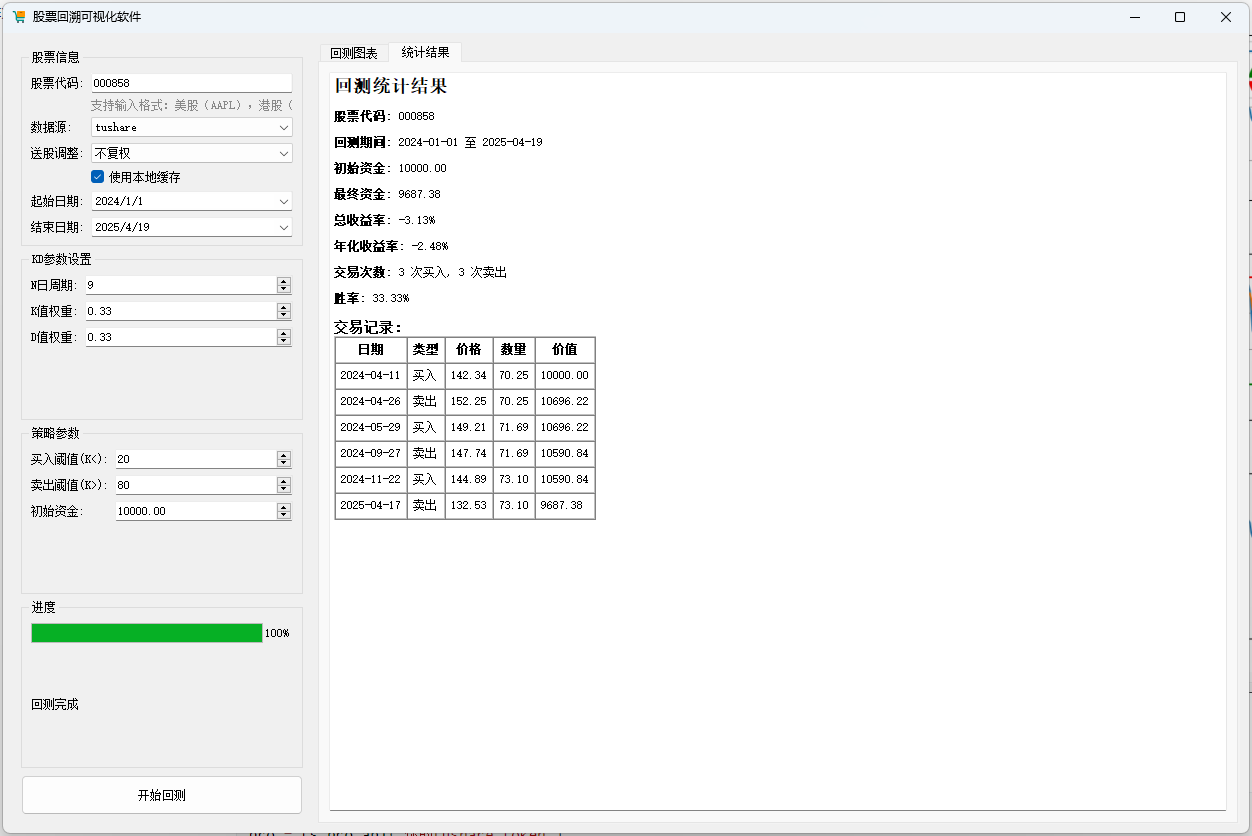 股票回溯可视化软件
股票信息
股票代码: 000858
支持输入格式: 美股 (AAPL) , 港股 (
数据源: tushare
送股调整: 不复权
使用本地缓存
起始日期: 2024/1/1
结束日期: 2025/4/19
KD参数设置
N日周期: 9
K值权重: 0.33
D值权重: 0.33
策略参数
买入阈值(K<): 20
卖出阈值(K>): 80
初始资金: 10000.00
进度
100%
回测完成
开始回测
回测图表 统计结果
回测统计结果
股票代码: 000858
回测期间: 2024-01-01 至 2025-04-19
初始资金: 10000.00
最终资金: 9687.38
总收益率: -3.13%
年化收益率: -2.48%
交易次数: 3 次买入, 3 次卖出
胜率: 33.33%
交易记录:
日期 类型 价格 数量 价值
2024-04-11 买入 142.34 70.25 10000.00
2024-04-26 卖出 152.25 70.25 10696.22
2024-05-29 买入 149.21 71.69 10696.22
2024-09-27 卖出 147.74 71.69 10590.84
2024-11-22 买入 144.89 73.10 10590.84
2025-04-17 卖出 132.53 73.10 9687.38